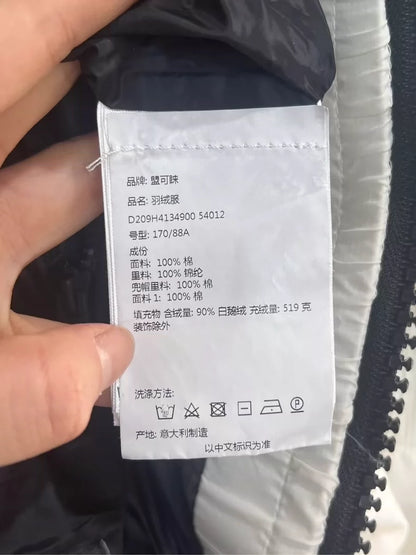 品牌: 盟可睐
品名: 羽绒服
D209H4134900 54012
号型: 170/88A
成份
面料: 100% 棉
里料: 100% 锦纶
兜帽里料: 100% 棉
面料 1: 100% 棉
填充物 含绒量: 90% 白鹅绒 充绒量: 519 克
装饰除外
洗涤方法:
P
产地: 意大利制造
以中文标识为准